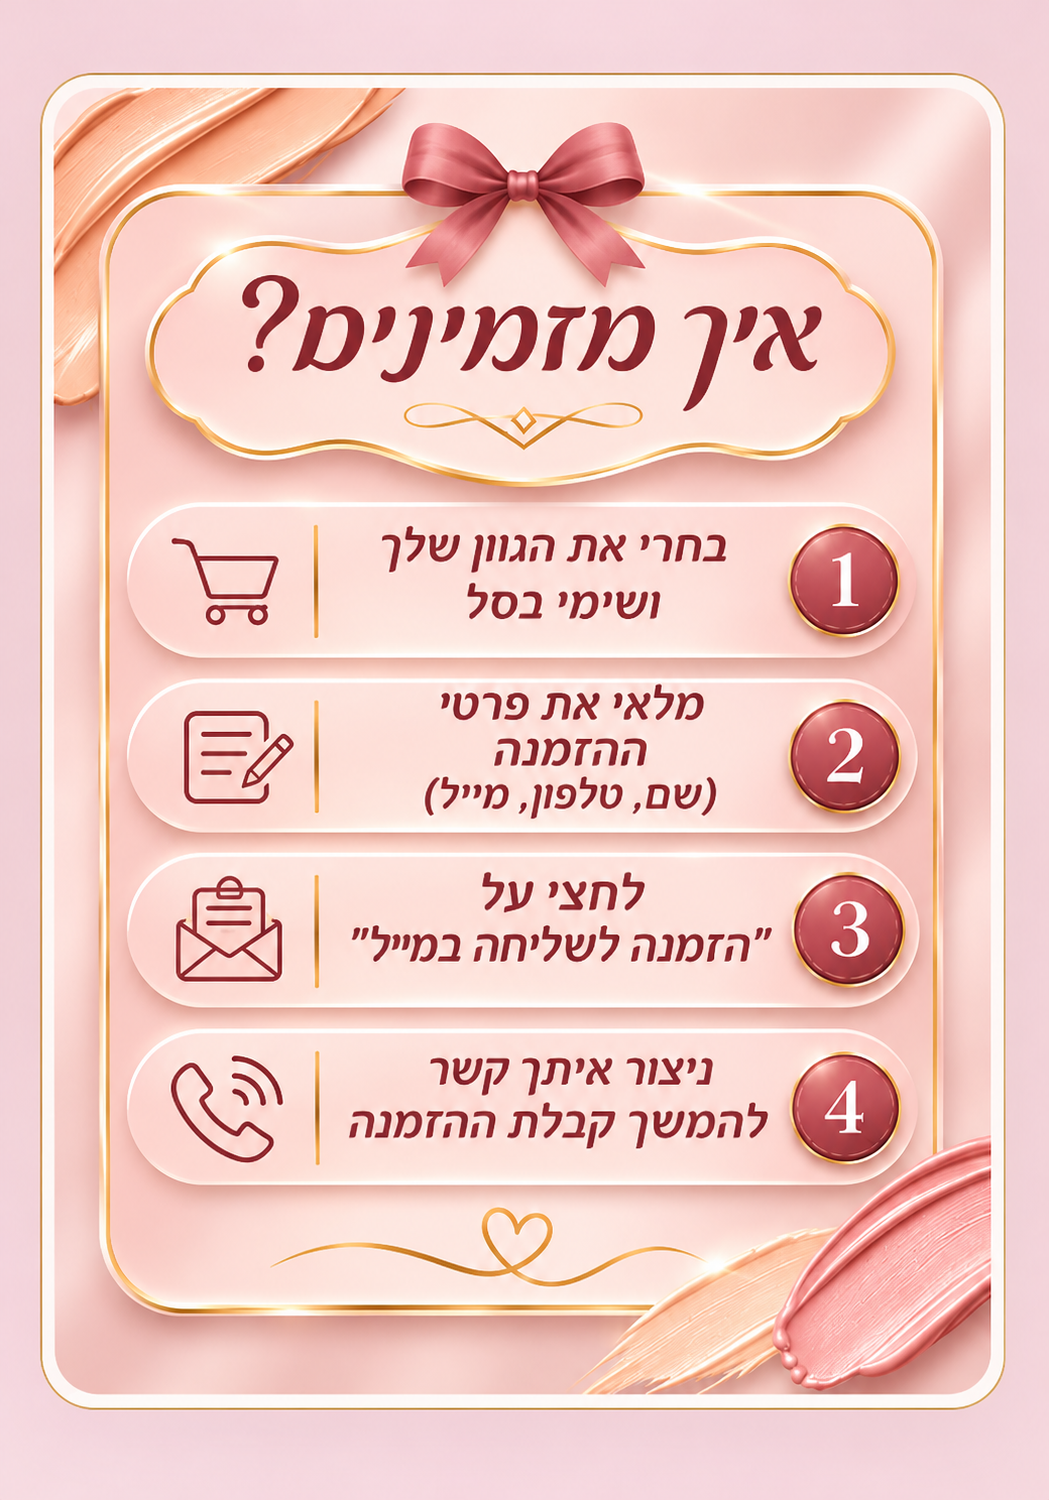 איך מזמינים?
1
בחרי את הגוון שלך
ושימי בסל
2
מלאי את פרטי
ההזמנה
(שם, טלפון, מייל)
3
לחצי על
"הזמנה לשליחה במייל"
4
ניצור איתך קשר
להמשך קבלת ההזמנה